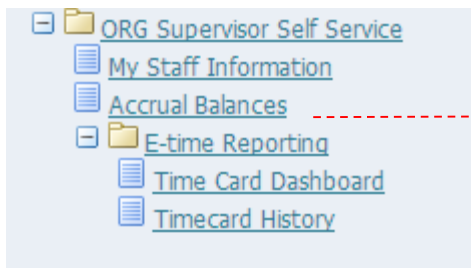 ORG Supervisor Self Service
My Staff Information
Accrual Balances
E-time Reporting
Time Card Dashboard
Timecard History